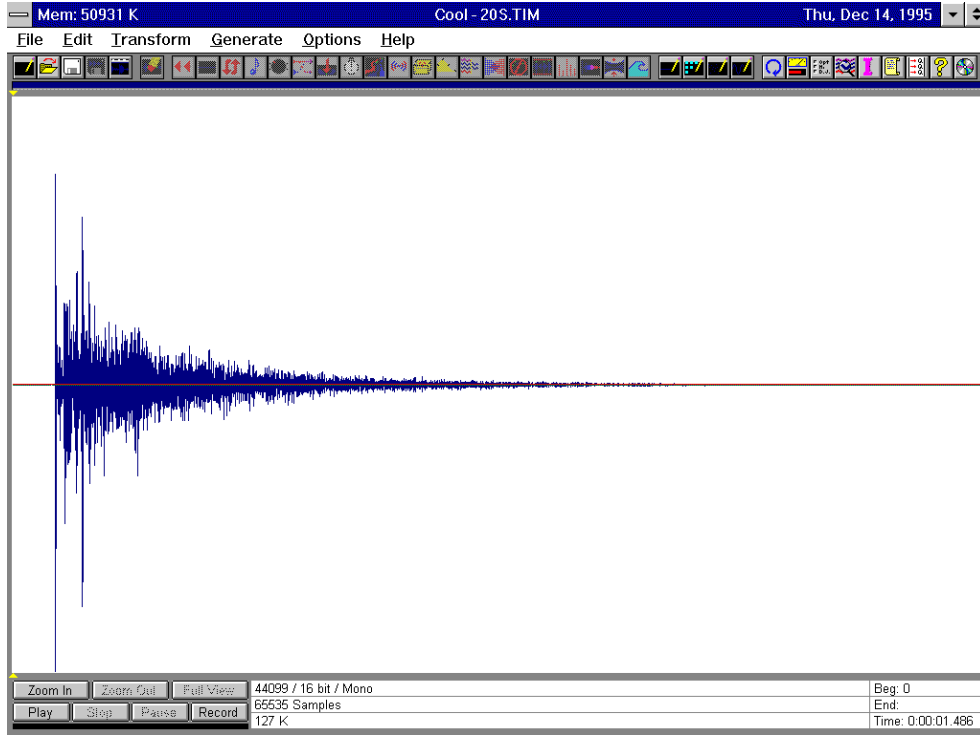 Mem: 50931 K Cool - 20S.TIM Thu, Dec 14, 1995
File Edit Transform Generate Options Help
Zoom In Zoom Out Full View 44099 / 16 bit / Mono Beg: 0
Play Stop Pause Record 65535 Samples End:
127 K Time: 0:00:01.486